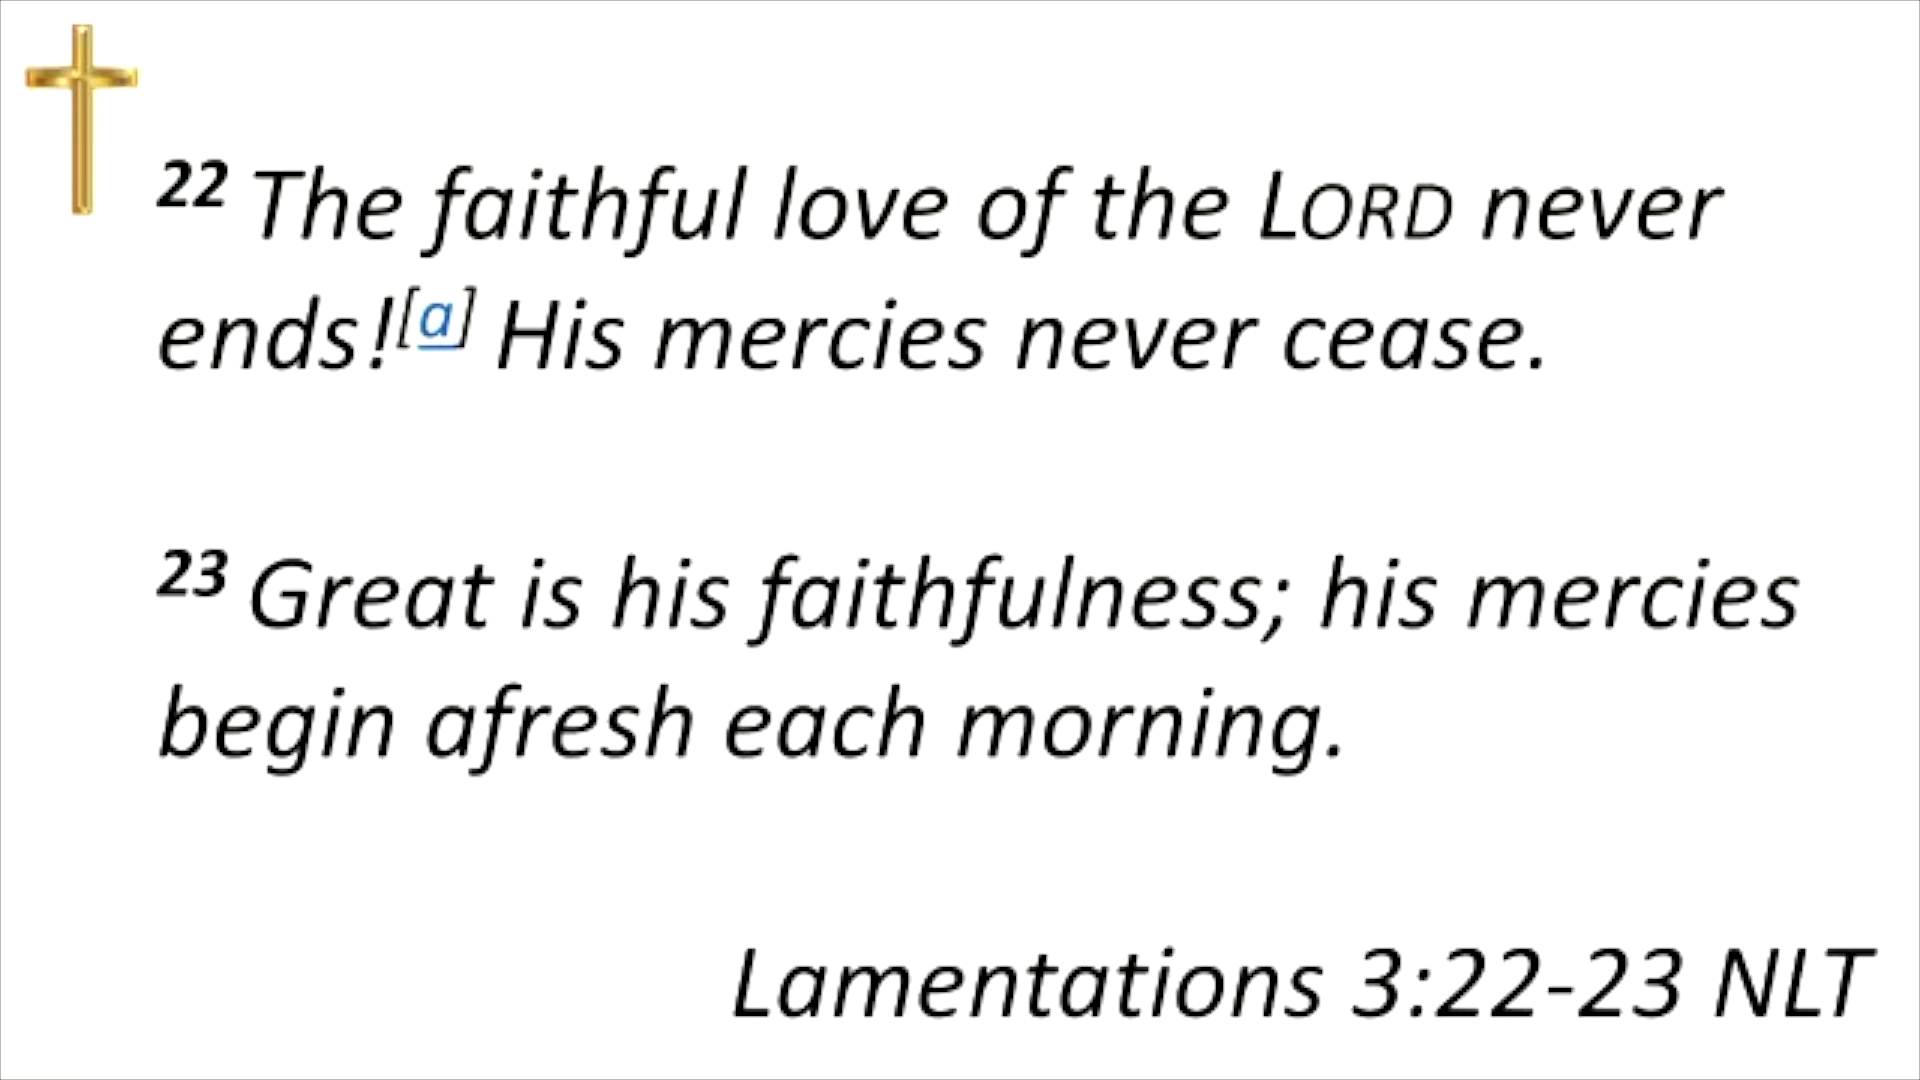 22 The faithful love of the LORD never
ends![a] His mercies never cease.
23 Great is his faithfulness; his mercies
begin afresh each morning.
Lamentations 3:22-23 NLT